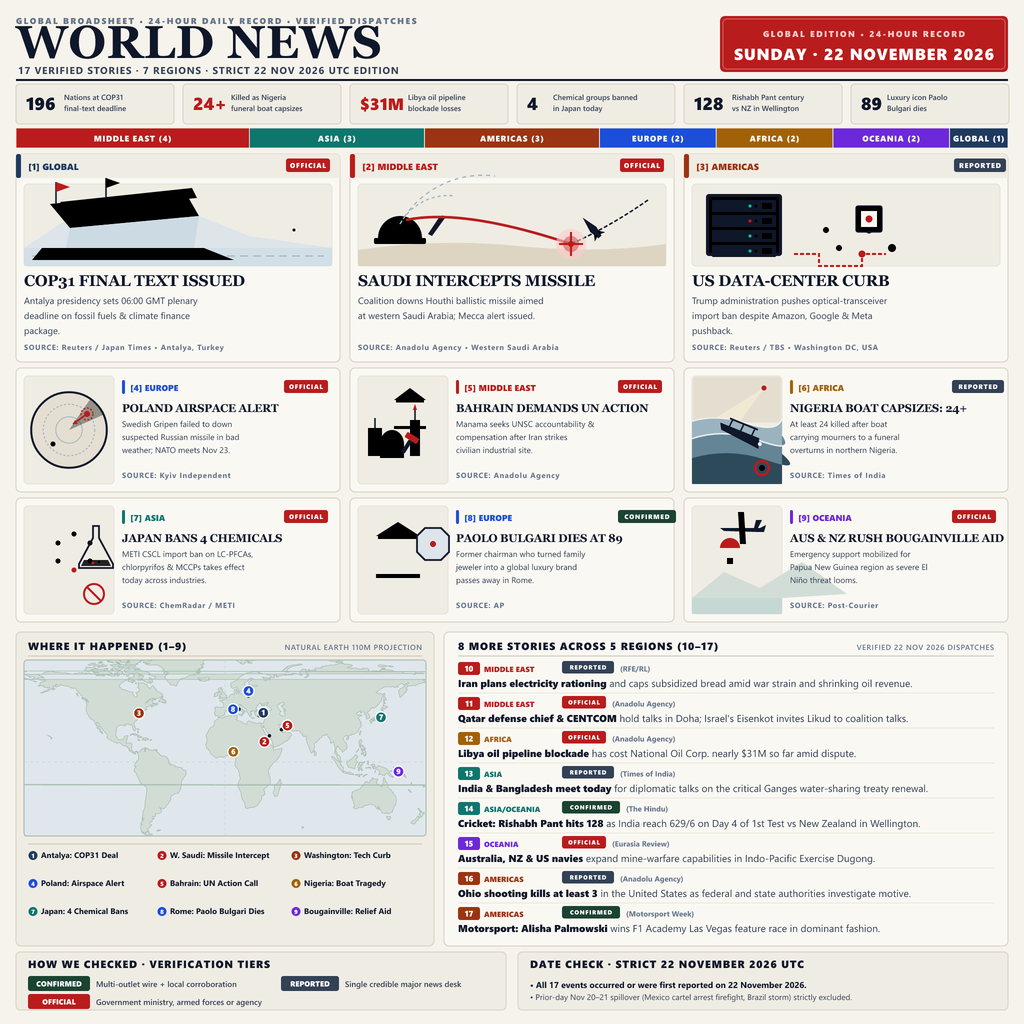 GLOBAL BROADSHEET • 24-HOUR DAILY RECORD • VERIFIED DISPATCHES
WORLD NEWS
17 VERIFIED STORIES · 7 REGIONS · STRICT 22 NOV 2026 UTC EDITION
GLOBAL EDITION • 24-HOUR RECORD
SUNDAY · 22 NOVEMBER 2026
196 Nations at COP31
final-text deadline
24+ Killed as Nigeria
funeral boat capsizes
$31M Libya oil pipeline
blockade losses
4 Chemical groups banned
in Japan today
128 Rishabh Pant century
vs NZ in Wellington
89 Luxury icon Paolo
Bulgari dies
MIDDLE EAST (4)
ASIA (3)
AMERICAS (3)
EUROPE (2)
AFRICA (2)
OCEANIA (2)
GLOBAL (1)
[1] GLOBAL
OFFICIAL
COP31 FINAL TEXT ISSUED
Antalya presidency sets 06:00 GMT plenary
deadline on fossil fuels & climate finance
package.
SOURCE: Reuters / Japan Times • Antalya, Turkey
[2] MIDDLE EAST
OFFICIAL
SAUDI INTERCEPTS MISSILE
Coalition downs Houthi ballistic missile aimed
at western Saudi Arabia; Mecca alert issued.
SOURCE: Anadolu Agency • Western Saudi Arabia
[3] AMERICAS
REPORTED
US DATA-CENTER CURB
Trump administration pushes optical-transceiver
import ban despite Amazon, Google & Meta
pushback.
SOURCE: Reuters / TBS • Washington DC, USA
[4] EUROPE
OFFICIAL
POLAND AIRSPACE ALERT
Swedish Gripen failed to down
suspected Russian missile in bad
weather; NATO meets Nov 23.
SOURCE: Kyiv Independent
[5] MIDDLE EAST
OFFICIAL
BAHRAIN DEMANDS UN ACTION
Manama seeks UNSC accountability &
compensation after Iran strikes
civilian industrial site.
SOURCE: Anadolu Agency
[6] AFRICA
REPORTED
NIGERIA BOAT CAPSIZES: 24+
At least 24 killed after boat
carrying mourners to a funeral
overturns in northern Nigeria.
SOURCE: Times of India
[7] ASIA
OFFICIAL
JAPAN BANS 4 CHEMICALS
METI CSCL import ban on LC-PFCAs,
chlorpyrifos & MCCPs takes effect
today across industries.
SOURCE: ChemRadar / METI
[8] EUROPE
CONFIRMED
PAOLO BULGARI DIES AT 89
Former chairman who turned family
jeweler into a global luxury brand
passes away in Rome.
SOURCE: AP
[9] OCEANIA
OFFICIAL
AUS & NZ RUSH BOUGAINVILLE AID
Emergency support mobilized for
Papua New Guinea region as severe El
Niño threat looms.
SOURCE: Post-Courier
WHERE IT HAPPENED (1–9)
NATURAL EARTH 110M PROJECTION
4
3
8
1
7
5
2
6
9
1 Antalya: COP31 Deal
2 W. Saudi: Missile Intercept
3 Washington: Tech Curb
4 Poland: Airspace Alert
5 Bahrain: UN Action Call
6 Nigeria: Boat Tragedy
7 Japan: 4 Chemical Bans
8 Rome: Paolo Bulgari Dies
9 Bougainville: Relief Aid
8 MORE STORIES ACROSS 5 REGIONS (10–17)
VERIFIED 22 NOV 2026 DISPATCHES
10 MIDDLE EAST REPORTED (RFE/RL)
Iran plans electricity rationing and caps subsidized bread amid war strain and shrinking oil revenue.
11 MIDDLE EAST OFFICIAL (Anadolu Agency)
Qatar defense chief & CENTCOM hold talks in Doha; Israel's Eisenkot invites Likud to coalition talks.
12 AFRICA OFFICIAL (Anadolu Agency)
Libya oil pipeline blockade has cost National Oil Corp. nearly $31M so far amid dispute.
13 ASIA REPORTED (Times of India)
India & Bangladesh meet today for diplomatic talks on the critical Ganges water-sharing treaty renewal.
14 ASIA/OCEANIA CONFIRMED (The Hindu)
Cricket: Rishabh Pant hits 128 as India reach 629/6 on Day 4 of 1st Test vs New Zealand in Wellington.
15 OCEANIA OFFICIAL (Eurasia Review)
Australia, NZ & US navies expand mine-warfare capabilities in Indo-Pacific Exercise Dugong.
16 AMERICAS REPORTED (Anadolu Agency)
Ohio shooting kills at least 3 in the United States as federal and state authorities investigate motive.
17 AMERICAS CONFIRMED (Motorsport Week)
Motorsport: Alisha Palmowski wins F1 Academy Las Vegas feature race in dominant fashion.
HOW WE CHECKED · VERIFICATION TIERS
CONFIRMED Multi-outlet wire + local corroboration
REPORTED Single credible major news desk
OFFICIAL Government ministry, armed forces or agency
DATE CHECK · STRICT 22 NOVEMBER 2026 UTC
• All 17 events occurred or were first reported on 22 November 2026.
• Prior-day Nov 20–21 spillover (Mexico cartel arrest firefight, Brazil storm) strictly excluded.